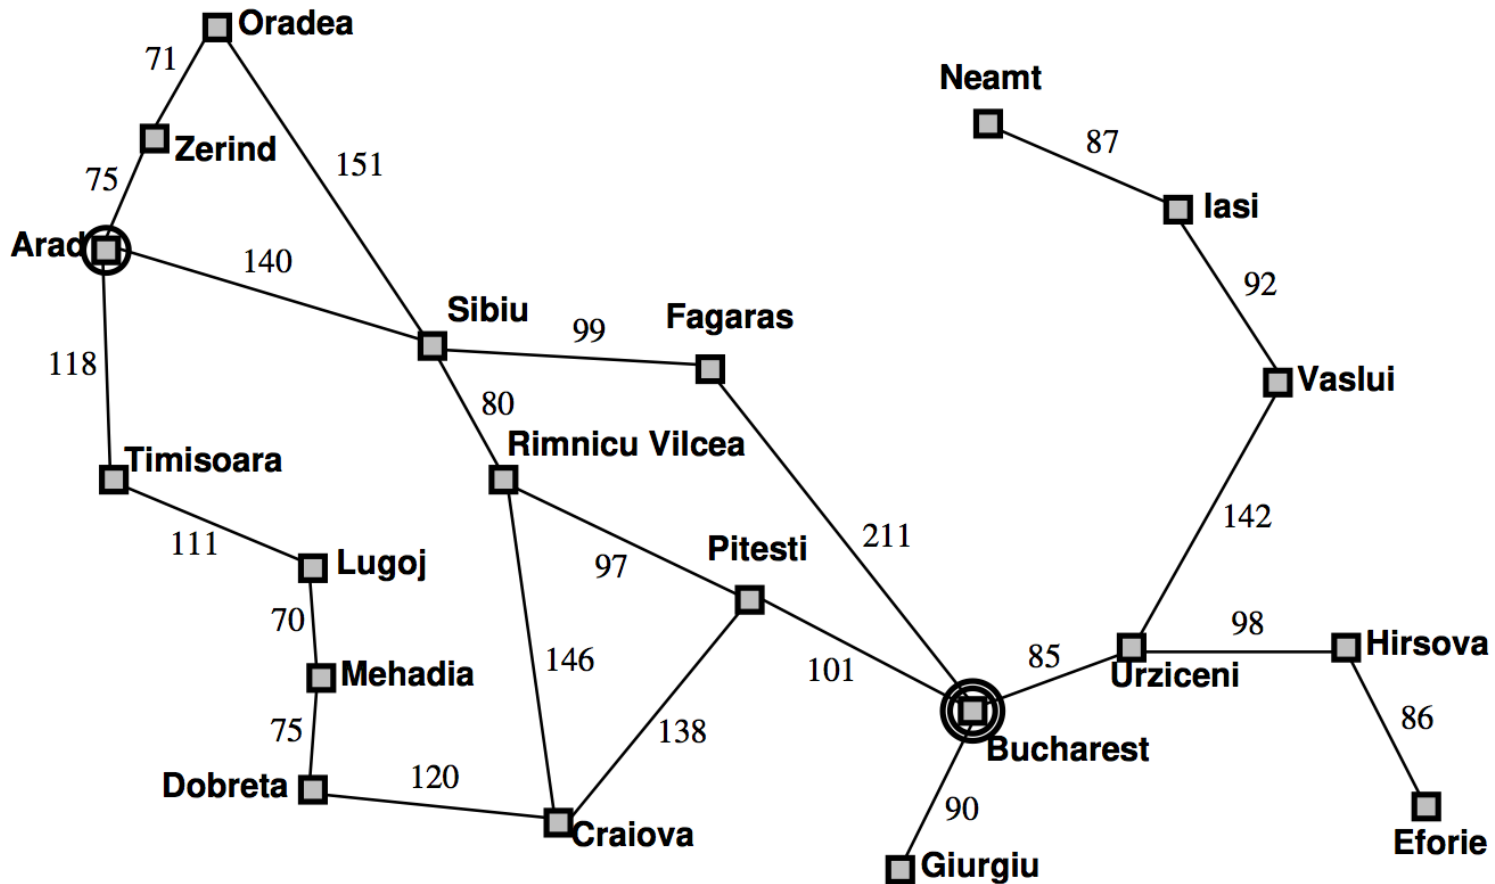 Oradea
71
Neamt
Zerind
87
151
75
Iasi
Arad
140
92
Sibiu
Fagaras
99
118
Vaslui
80
Timisoara
Rimnicu Vilcea
142
111
211
Lugoj
97
Pitesti
70
98
Hirsova
146
85
Mehadia
101
Urziceni
86
75
138
Bucharest
Dobreta
120
90
Craiova
Eforie
Giurgiu